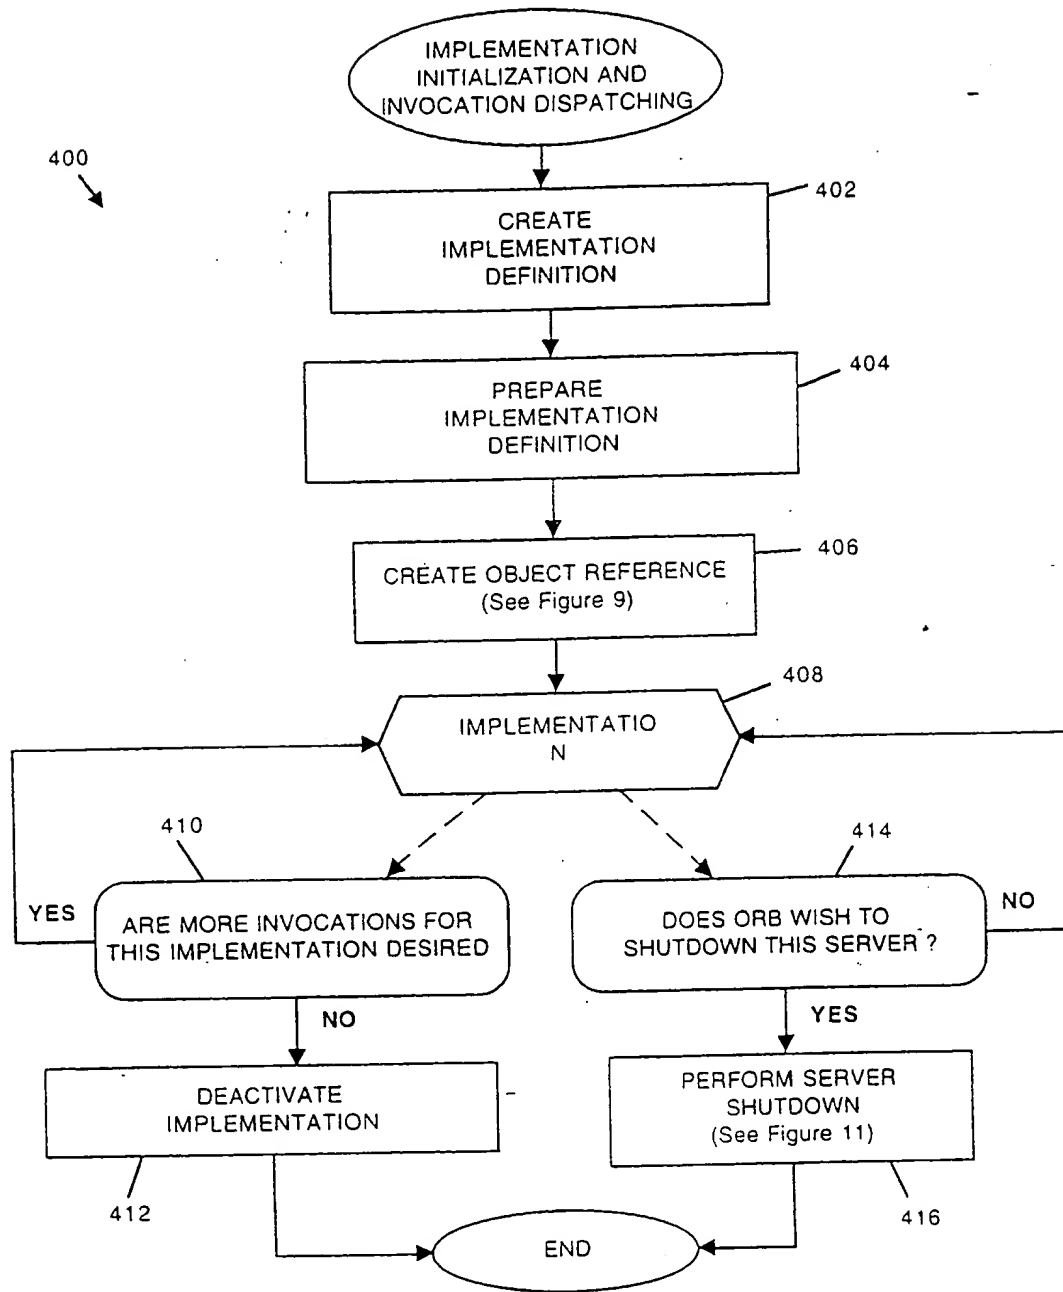 IMPLEMENTATION
INITIALIZATION AND
INVOCATION DISPATCHING
400
402
CREATE
IMPLEMENTATION
DEFINITION
404
PREPARE
IMPLEMENTATION
DEFINITION
406
CREATE OBJECT REFERENCE
(See Figure 9)
408
IMPLEMENTATIO
N
410
414
YES
ARE MORE INVOCATIONS FOR
THIS IMPLEMENTATION DESIRED
DOES ORB WISH TO
SHUTDOWN THIS SERVER ?
NO
NO
YES
DEACTIVATE
IMPLEMENTATION
PERFORM SERVER
SHUTDOWN
(See Figure 11)
412
416
END